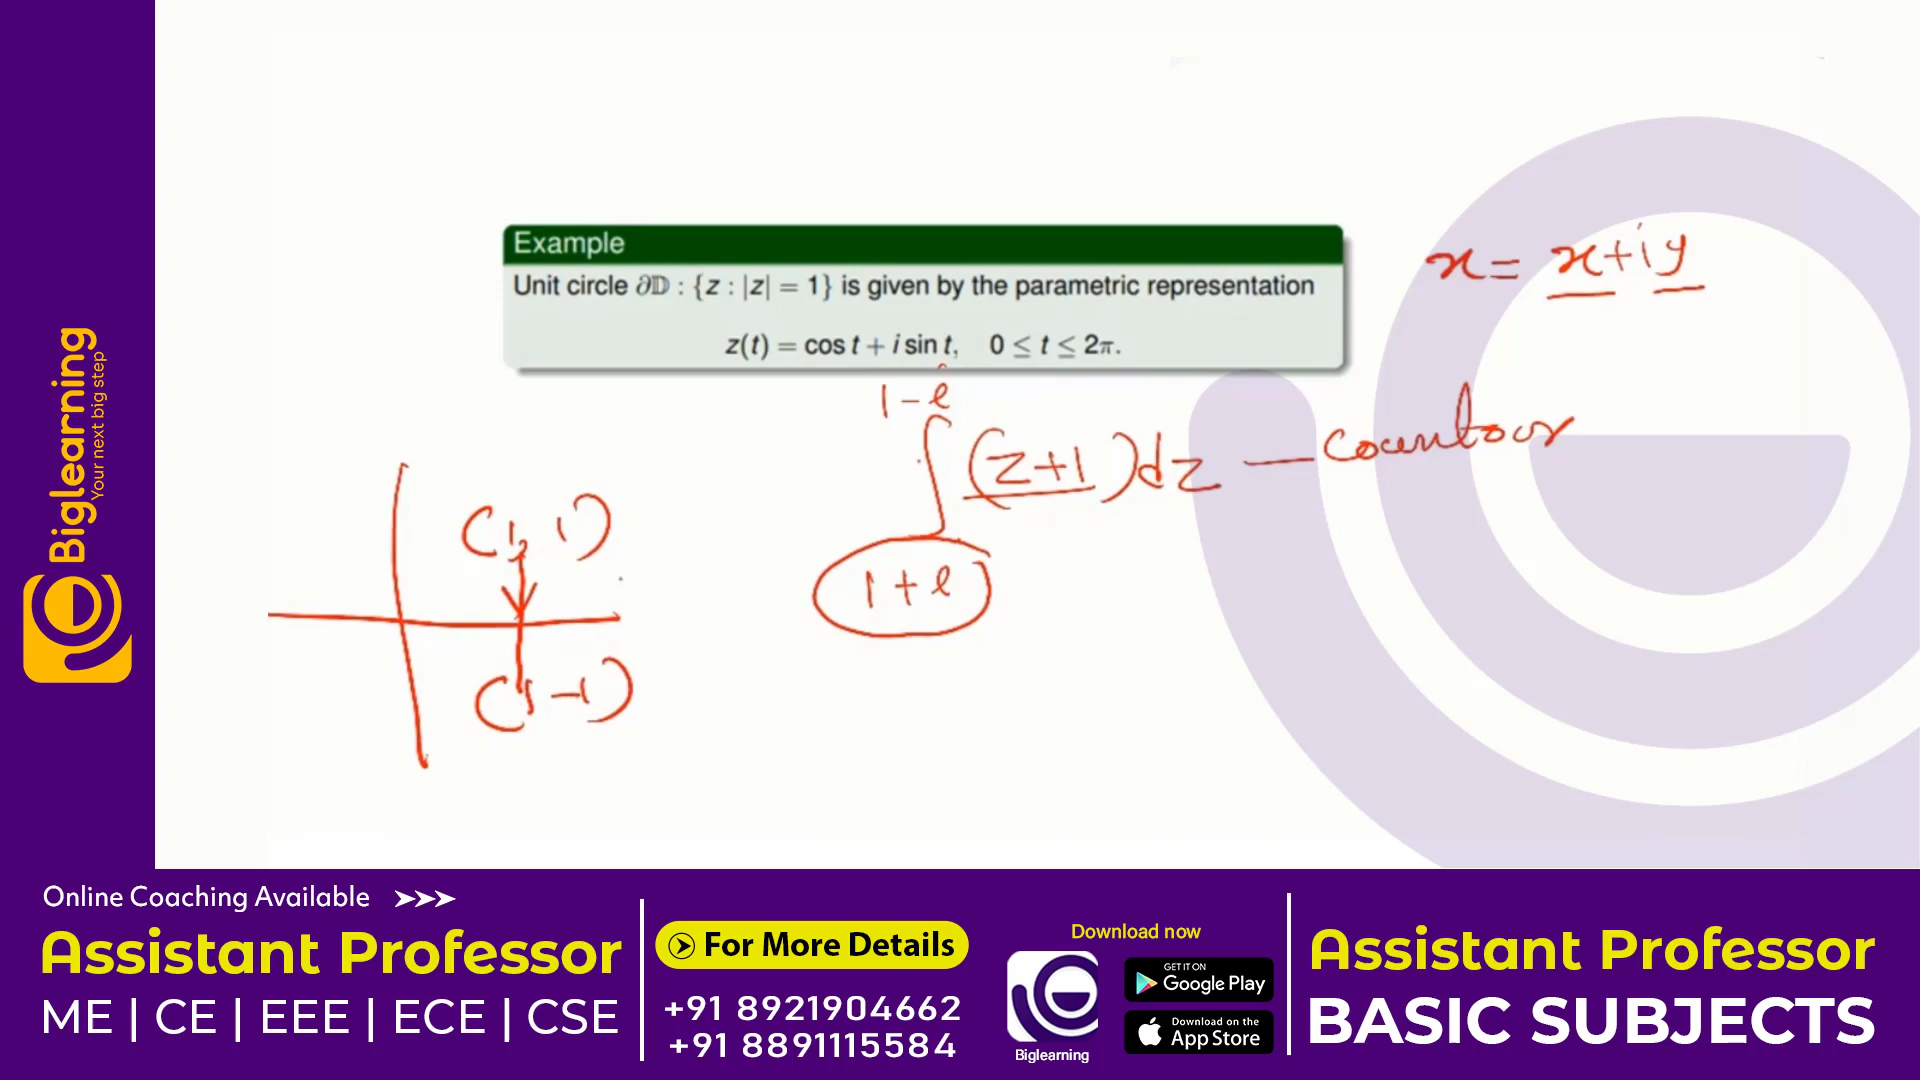 Biglearning
Your next big step
Example
Unit circle ∂𝔻 : {z : |z| = 1} is given by the parametric representation
z(t) = cos t + i sin t, 0 ≤ t ≤ 2π.
x = x+iy
1-i
∫ (z+1)dz — countour
1+i
(1, 1)
(1 -1)
Online Coaching Available
Assistant Professor
ME | CE | EEE | ECE | CSE
For More Details
+91 8921904662
+91 8891115584
Download now
Biglearning
GET IT ON
Google Play
Download on the
App Store
Assistant Professor
BASIC SUBJECTS